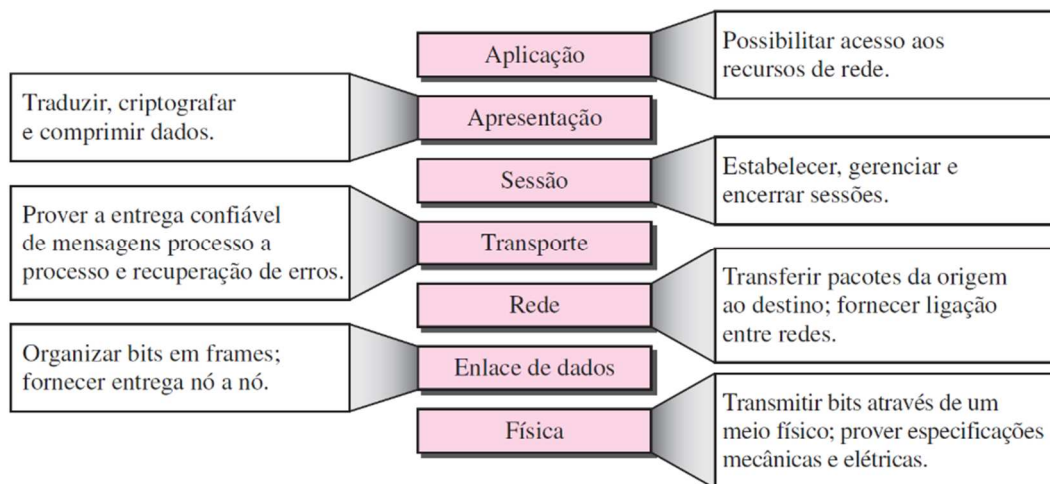 Aplicação
Possibilitar acesso aos
recursos de rede.
Traduzir, criptografar
e comprimir dados.
Apresentação
Sessão
Estabelecer, gerenciar e
encerrar sessões.
Prover a entrega confiável
de mensagens processo a
processo e recuperação de erros.
Transporte
Rede
Transferir pacotes da origem
ao destino; fornecer ligação
entre redes.
Organizar bits em frames;
fornecer entrega nó a nó.
Enlace de dados
Física
Transmitir bits através de um
meio físico; prover especificações
mecânicas e elétricas.